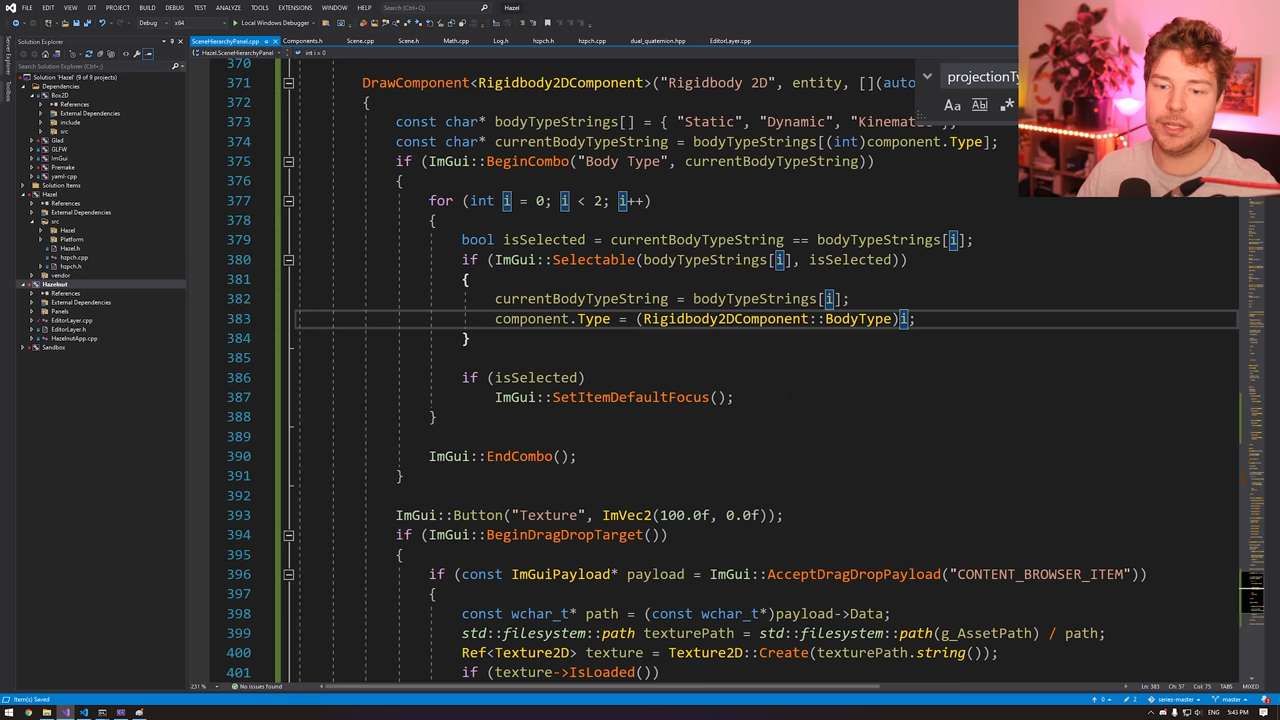 FILE EDIT VIEW GIT PROJECT BUILD DEBUG TEST ANALYZE TOOLS EXTENSIONS WINDOW HELP Search (Ctrl+Q) Hazel
Debug x64 Local Windows Debugger
Server Explorer
Toolbox
Solution Explorer
Search Solution Explorer (Ctrl+;)
Solution 'Hazel' (9 of 9 projects)
Dependencies
Box2D
References
External Dependencies
include
src
Glad
GLFW
ImGui
Premake
yaml-cpp
Solution Items
Hazel
References
External Dependencies
src
Hazel
Platform
Hazel.h
hzpch.cpp
hzpch.h
vendor
Hazelnut
References
External Dependencies
Panels
EditorLayer.cpp
EditorLayer.h
HazelnutApp.cpp
Sandbox
SceneHierarchyPanel.cpp Components.h Scene.cpp Scene.h Math.cpp Log.h hzpch.h hzpch.cpp dual_quaternion.hpp EditorLayer.cpp
Hazel.SceneHierarchyPanel int i = 0
projectionTy
Aa Ab
370
371 DrawComponent<Rigidbody2DComponent>("Rigidbody 2D", entity, [](auto
372 {
373 const char* bodyTypeStrings[] = { "Static", "Dynamic", "Kinematic" };
374 const char* currentBodyTypeString = bodyTypeStrings[(int)component.Type];
375 if (ImGui::BeginCombo("Body Type", currentBodyTypeString))
376 {
377 for (int i = 0; i < 2; i++)
378 {
379 bool isSelected = currentBodyTypeString == bodyTypeStrings[i];
380 if (ImGui::Selectable(bodyTypeStrings[i], isSelected))
381 {
382 currentBodyTypeString = bodyTypeStrings[i];
383 component.Type = (Rigidbody2DComponent::BodyType)i;
384 }
385
386 if (isSelected)
387 ImGui::SetItemDefaultFocus();
388 }
389
390 ImGui::EndCombo();
391 }
392
393 ImGui::Button("Texture", ImVec2(100.0f, 0.0f));
394 if (ImGui::BeginDragDropTarget())
395 {
396 if (const ImGuiPayload* payload = ImGui::AcceptDragDropPayload("CONTENT_BROWSER_ITEM"))
397 {
398 const wchar_t* path = (const wchar_t*)payload->Data;
399 std::filesystem::path texturePath = std::filesystem::path(g_AssetPath) / path;
400 Ref<Texture2D> texture = Texture2D::Create(texturePath.string());
401 if (texture->IsLoaded())
231 % No issues found Ln: 383 Ch: 57 Col: 75 TABS MIXED
Item(s) Saved 0 2 series-master master
ENG 5:43 PM